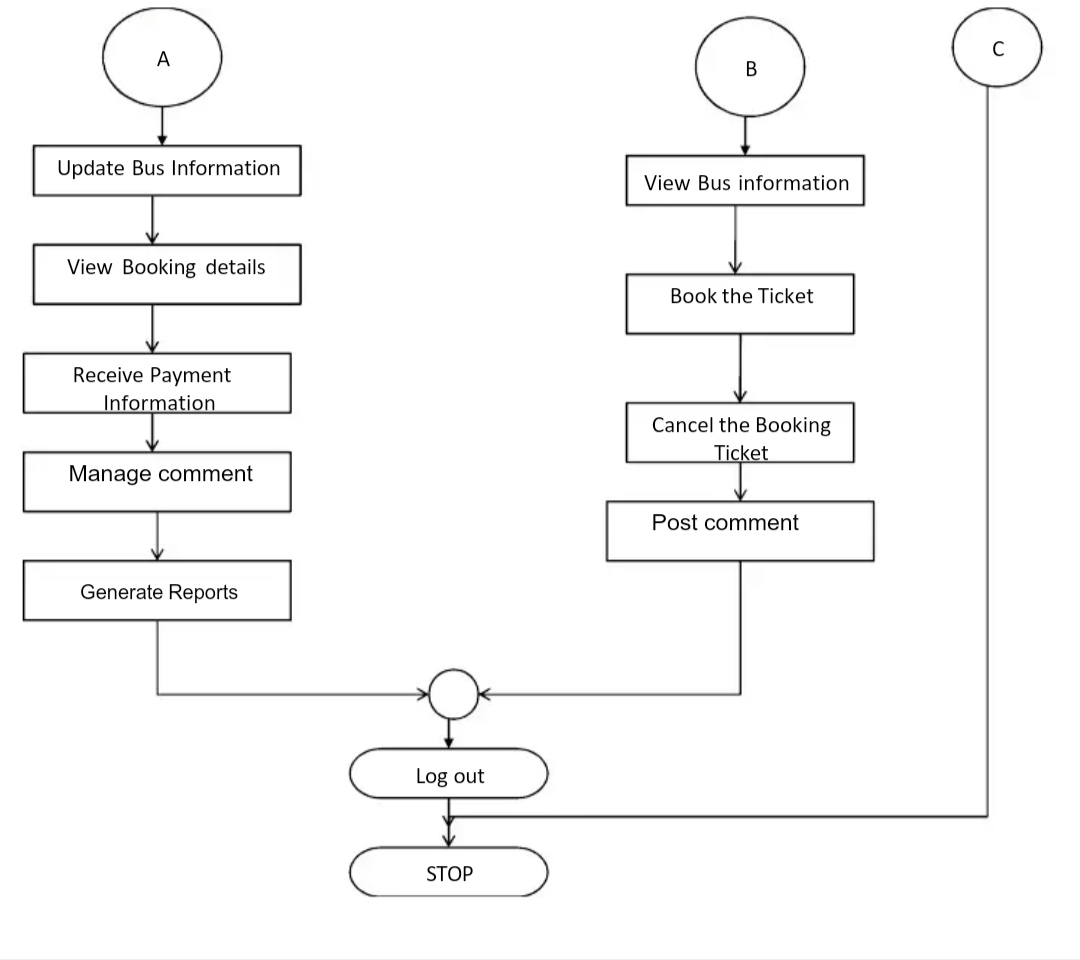 A
Update Bus Information
View Booking details
Receive Payment
Information
Manage comment
Generate Reports
B
View Bus information
Book the Ticket
Cancel the Booking
Ticket
Post comment
C
Log out
STOP